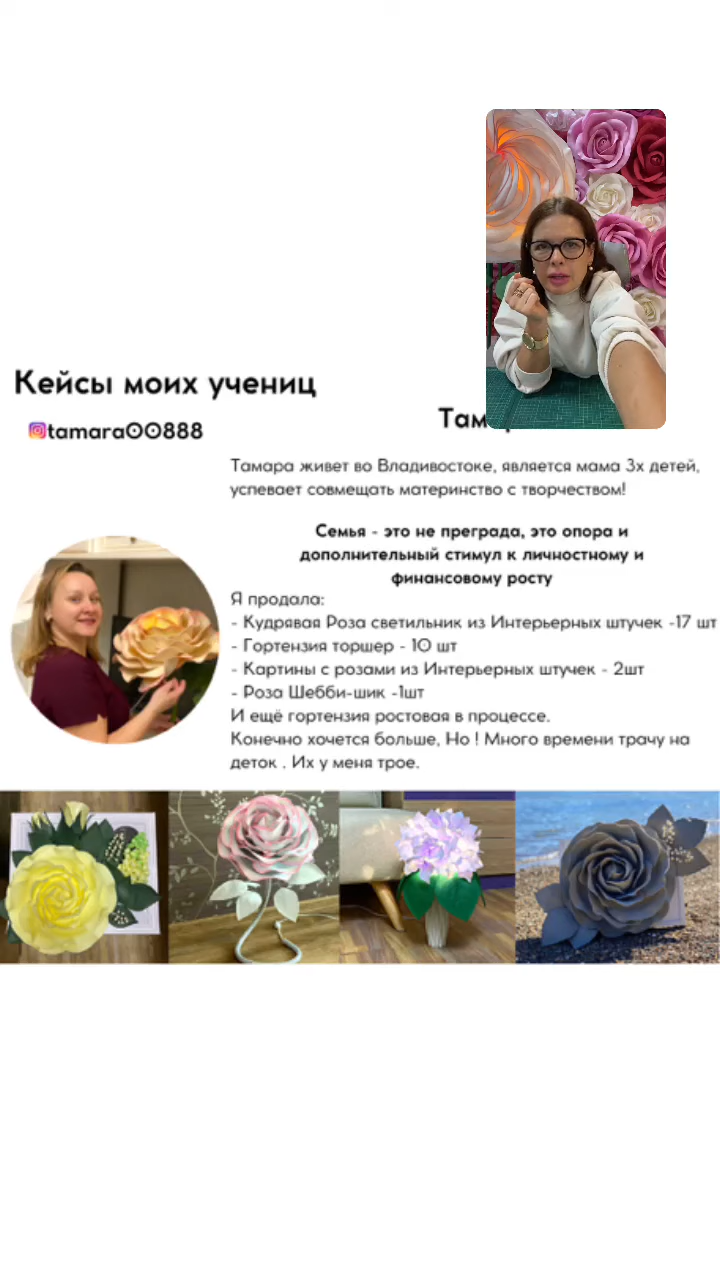 Кейсы моих учениц
tamara00888
Тамара живет во Владивостоке, является мама 3х детей,
успевает совмещать материнство с творчеством!
Семья - это не преграда, это опора и
дополнительный стимул к личностному и
финансовому росту
Я продала:
- Кудрявая Роза светильник из Интерьерных штучек -17 шт
- Гортензия торшер - 10 шт
- Картины с розами из Интерьерных штучек - 2шт
- Роза Шебби-шик -1шт
И ещё гортензия ростовая в процессе.
Конечно хочется больше, Но ! Много времени трачу на
деток . Их у меня трое.